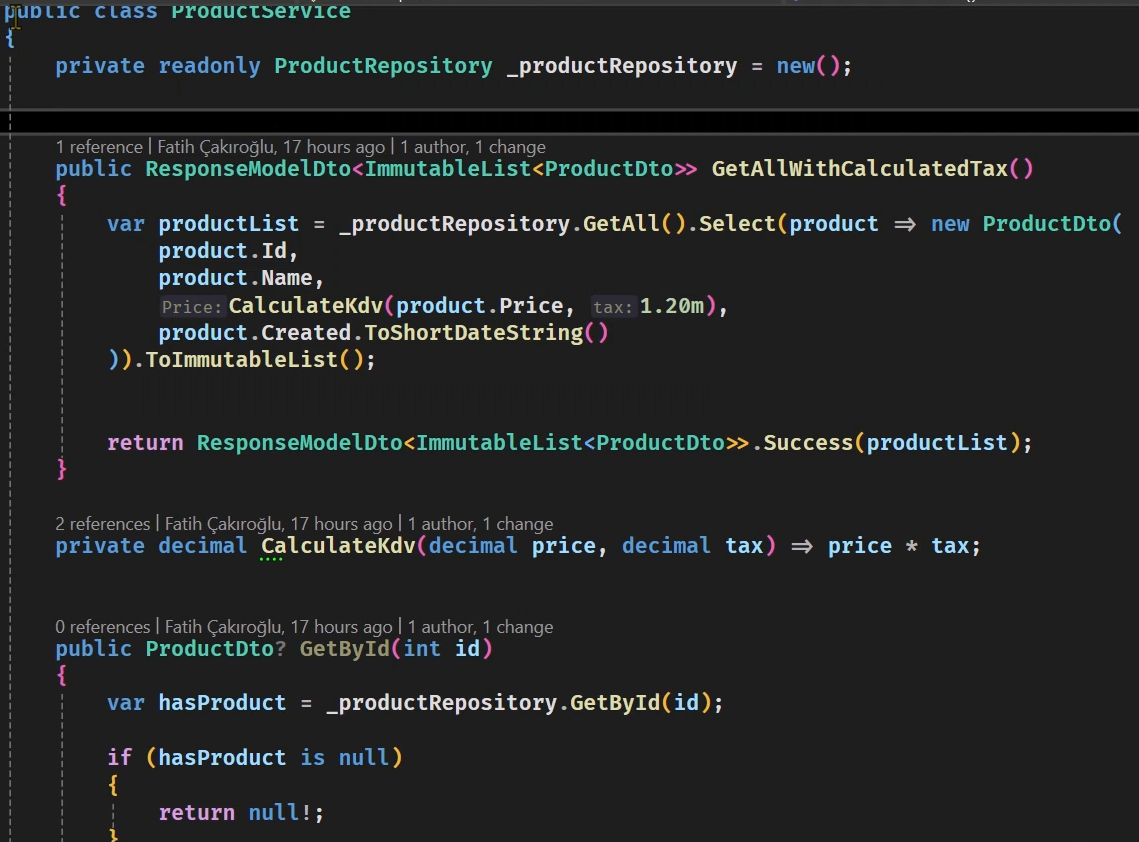 public class ProductService
{
private readonly ProductRepository _productRepository = new();
1 reference | Fatih Çakıroğlu, 17 hours ago | 1 author, 1 change
public ResponseModelDto<ImmutableList<ProductDto>> GetAllWithCalculatedTax()
{
var productList = _productRepository.GetAll().Select(product => new ProductDto(
product.Id,
product.Name,
Price: CalculateKdv(product.Price, tax: 1.20m),
product.Created.ToShortDateString()
)).ToImmutableList();
return ResponseModelDto<ImmutableList<ProductDto>>.Success(productList);
}
2 references | Fatih Çakıroğlu, 17 hours ago | 1 author, 1 change
private decimal CalculateKdv(decimal price, decimal tax) => price * tax;
0 references | Fatih Çakıroğlu, 17 hours ago | 1 author, 1 change
public ProductDto? GetById(int id)
{
var hasProduct = _productRepository.GetById(id);
if (hasProduct is null)
{
return null!;
}